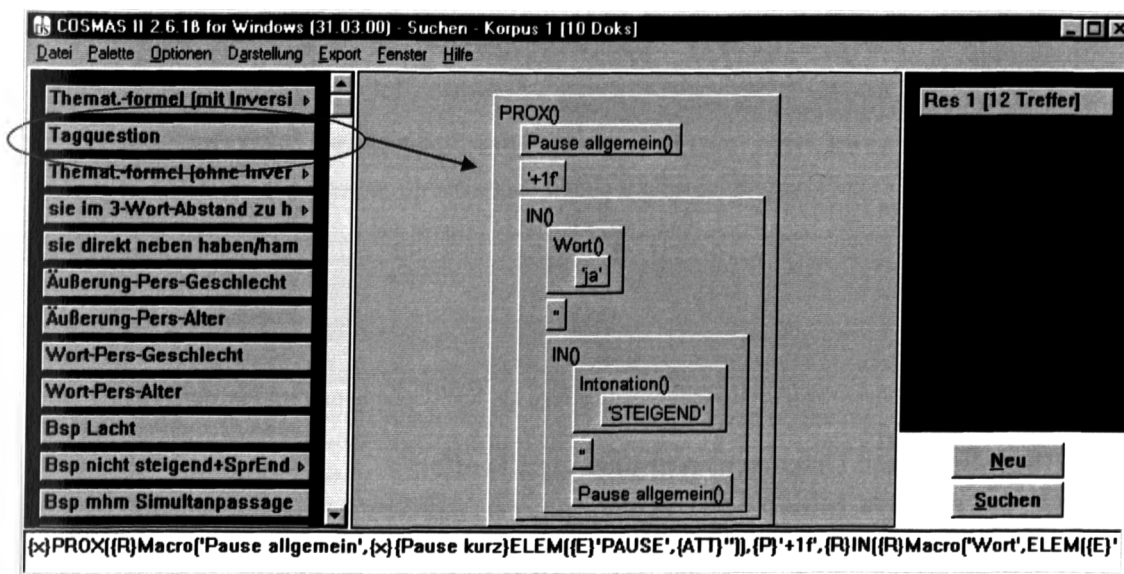 COSMAS II 2.6.1ß for Windows (31.03.00) - Suchen - Korpus 1 [10 Doks]
Datei Palette Optionen Darstellung Export Fenster Hilfe
Themat.-formel (mit Inversi
Tagquestion
Themat.-formel (ohne Inver
sie im 3-Wort-Abstand zu h
sie direkt neben haben/ham
Äußerung-Pers-Geschlecht
Äußerung-Pers-Alter
Wort-Pers-Geschlecht
Wort-Pers-Alter
Bsp Lacht
Bsp nicht steigend+SprEnd
Bsp mhm Simultanpassage
PROX()
Pause allgemein()
'+1f'
IN()
Wort()
'ja'
''
IN()
Intonation()
'STEIGEND'
''
Pause allgemein()
Res 1 [12 Treffer]
Neu
Suchen
{x}PROX({R}Macro('Pause allgemein',{x}{Pause kurz}ELEM({E}'PAUSE',{ATT}'')),{P}'+1f',{R}IN({R}Macro('Wort',ELEM({E}'